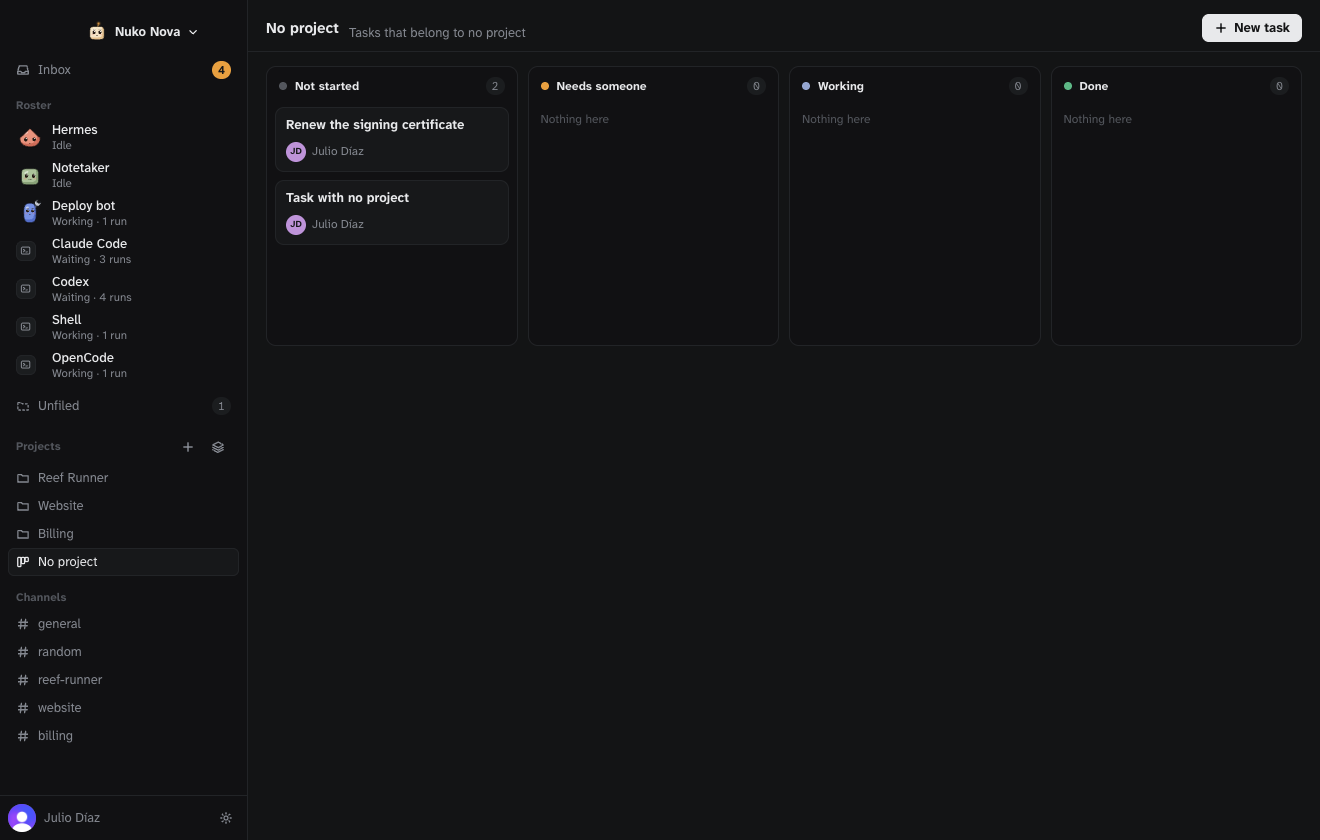 Nuko Nova
Inbox 4
Roster
Hermes
Idle
Notetaker
Idle
Deploy bot
Working · 1 run
Claude Code
Waiting · 3 runs
Codex
Waiting · 4 runs
Shell
Working · 1 run
OpenCode
Working · 1 run
Unfiled 1
Projects
Reef Runner
Website
Billing
No project
Channels
general
random
reef-runner
website
billing
Julio Díaz
No project Tasks that belong to no project
+ New task
Not started 2
Renew the signing certificate
JD Julio Díaz
Task with no project
JD Julio Díaz
Needs someone 0
Nothing here
Working 0
Nothing here
Done 0
Nothing here